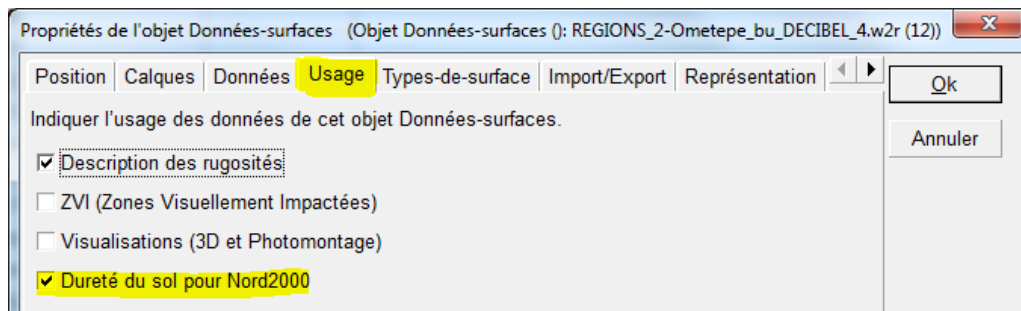 Propriétés de l'objet Données-surfaces (Objet Données-surfaces (): REGIONS_2-Ometepe_bu_DECIBEL_4.w2r (12))
Position Calques Données Usage Types-de-surface Import/Export Représentation
Ok
Indiquer l'usage des données de cet objet Données-surfaces.
Annuler
Description des rugosités
ZVI (Zones Visuellement Impactées)
Visualisations (3D et Photomontage)
Dureté du sol pour Nord2000